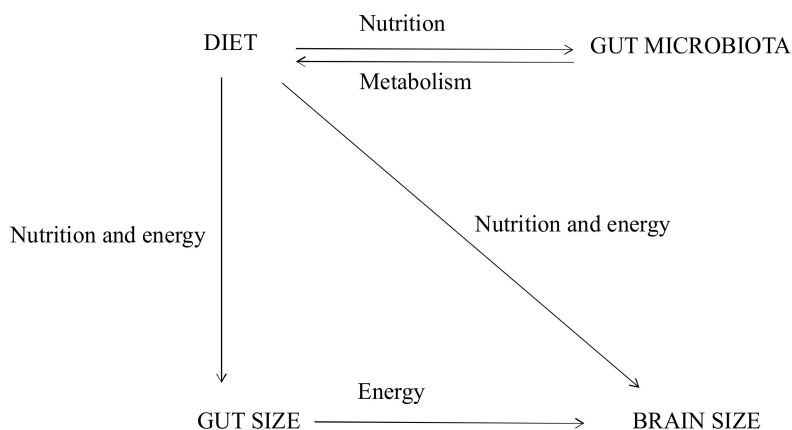 Nutrition
DIET
GUT MICROBIOTA
Metabolism
Nutrition and energy
Nutrition and energy
Energy
GUT SIZE
BRAIN SIZE